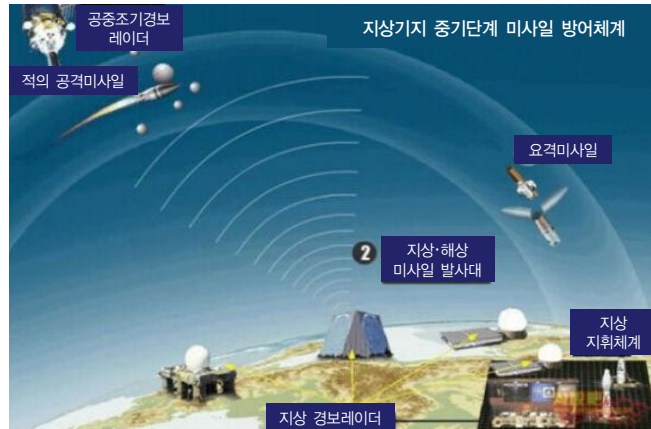 공중조기경보
레이더
지상기지 중기단계 미사일 방어체계
적의 공격미사일
요격미사일
2
지상·해상
미사일 발사대
지상
지휘체계
지상 경보레이더